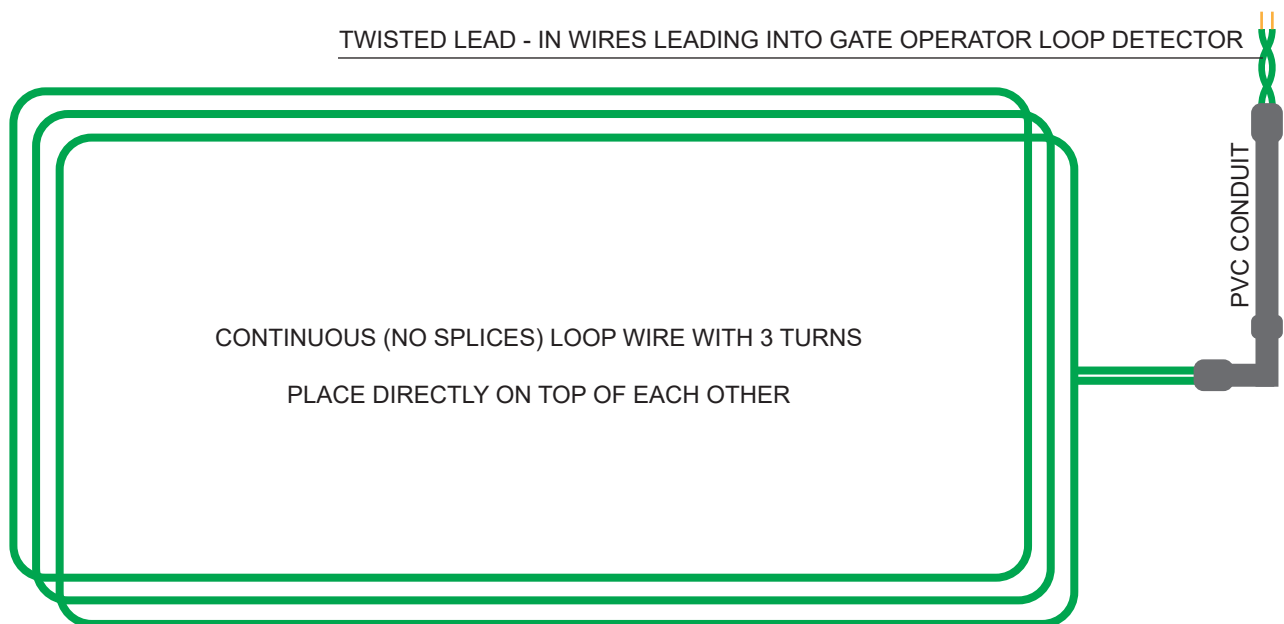 TWISTED LEAD - IN WIRES LEADING INTO GATE OPERATOR LOOP DETECTOR
PVC CONDUIT
CONTINUOUS (NO SPLICES) LOOP WIRE WITH 3 TURNS
PLACE DIRECTLY ON TOP OF EACH OTHER